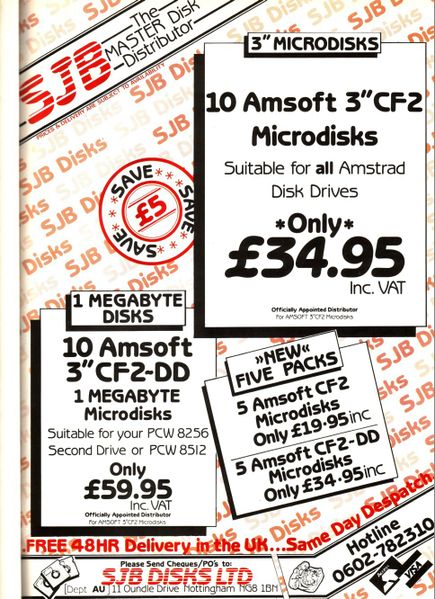 SJB
The
MASTER Disk
Distributor
PRICES & DELIVERY ARE SUBJECT TO AVAILABILITY
3" MICRODISKS
10 Amsoft 3"CF2
Microdisks
Suitable for all Amstrad
Disk Drives
*Only*
£34.95
Inc. VAT
Officially Appointed Distributor
For AMSOFT 3"CF2 Microdisks
SAVE SAVE SAVE SAVE
£5
1 MEGABYTE
DISKS
10 Amsoft
3"CF2-DD
1 MEGABYTE
Microdisks
Suitable for your PCW 8256
Second Drive or PCW 8512
Only
£59.95
Inc. VAT
Officially Appointed Distributor
For AMSOFT 3"CF2 Microdisks
»NEW«
FIVE PACKS
5 Amsoft CF2
Microdisks
Only £19.95inc
5 Amsoft CF2-DD
Microdisks
Only £34.95inc
..FREE 48HR Delivery in the UK...Same Day Despatch.
Please Send Cheques/PO's to:
SJB DISKS LTD
(Dept AU) 11 Oundle Drive Nottingham NG8 1BN
Hotline
0602-782310
VISA
SJB Disks